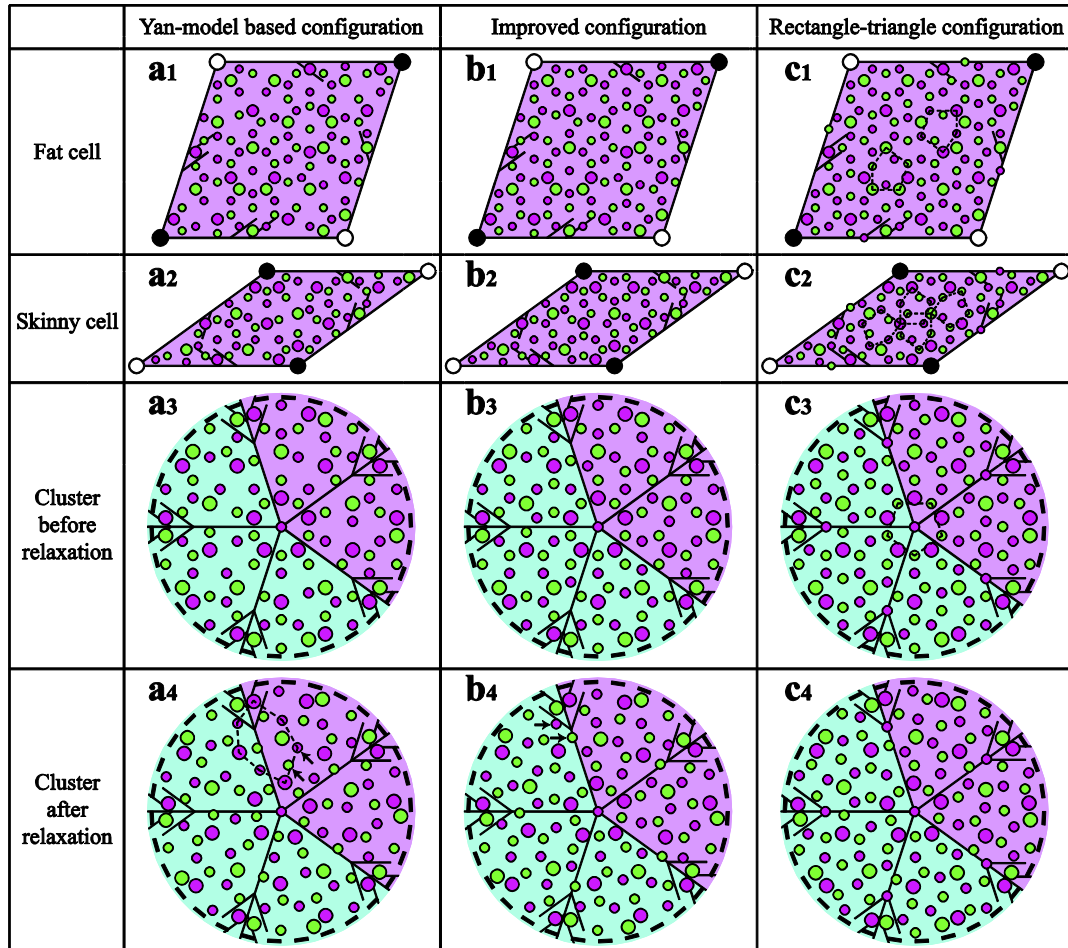 Yan-model based configuration
Improved configuration
Rectangle-triangle configuration
Fat cell
a1
b1
c1
Skinny cell
a2
b2
c2
Cluster
before
relaxation
a3
b3
c3
Cluster
after
relaxation
a4
b4
c4